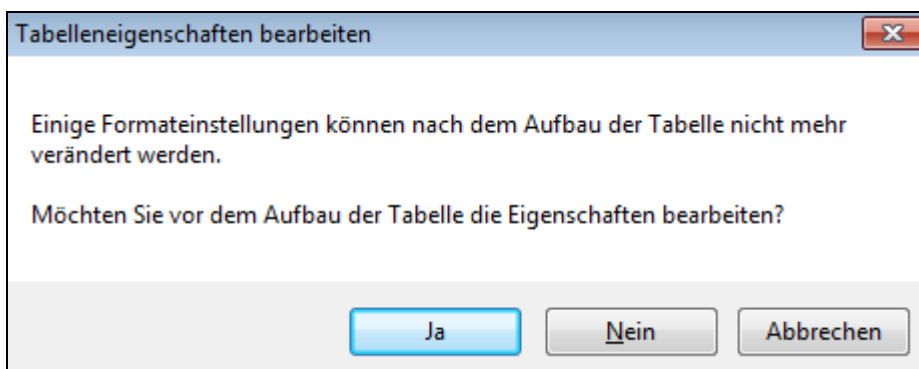 Tabelleneigenschaften bearbeiten
Einige Formateinstellungen können nach dem Aufbau der Tabelle nicht mehr
verändert werden.
Möchten Sie vor dem Aufbau der Tabelle die Eigenschaften bearbeiten?
Ja
Nein
Abbrechen